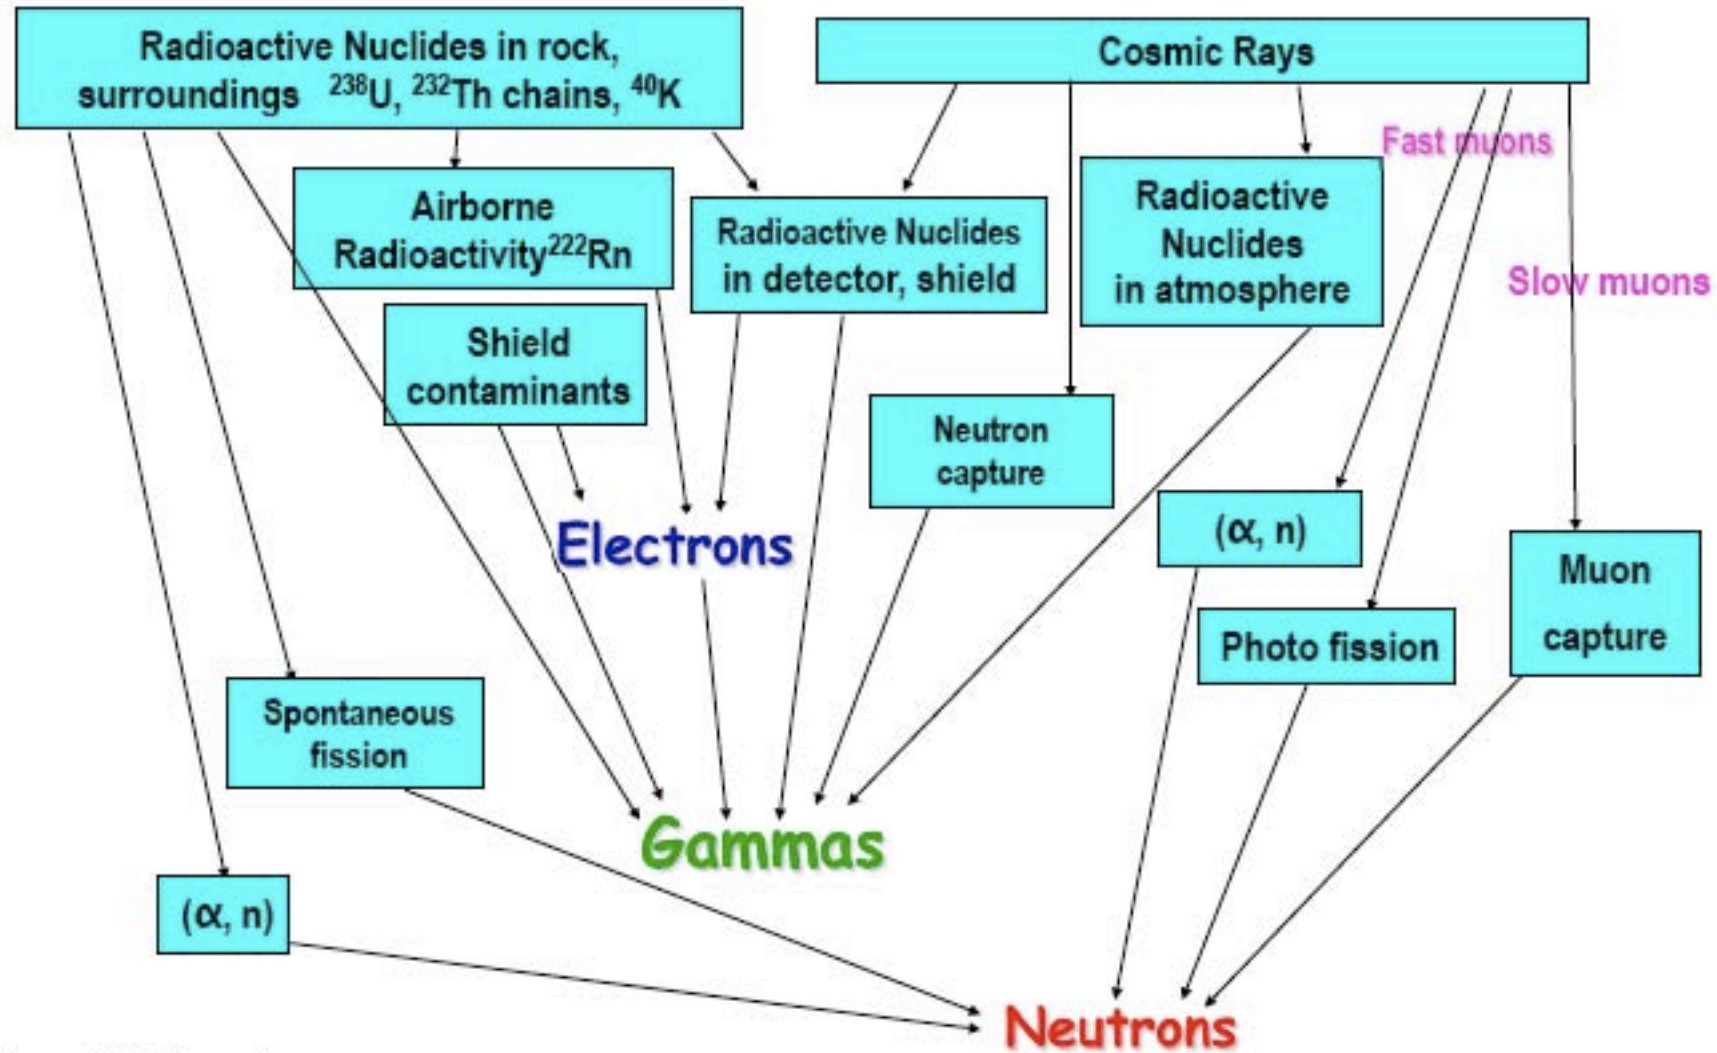 Radioactive Nuclides in rock,
surroundings ²³⁸U, ²³²Th chains, ⁴⁰K
Cosmic Rays
Fast muons
Airborne
Radioactivity²²²Rn
Radioactive Nuclides
in detector, shield
Radioactive
Nuclides
in atmosphere
Slow muons
Shield
contaminants
Neutron
capture
Electrons
(α, n)
Muon
capture
Photo fission
Spontaneous
fission
Gammas
(α, n)
Neutrons